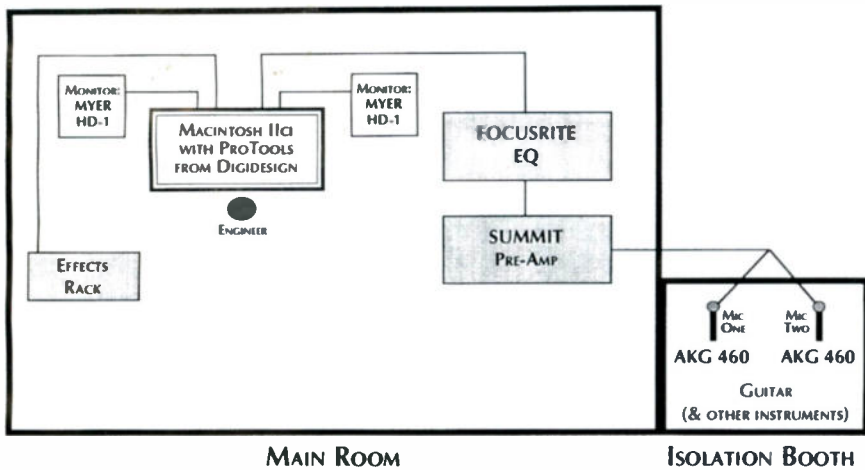 Monitor:
MYER
HD-1
Macintosh IIci
with ProTools
from Digidesign
Monitor:
MYER
HD-1
FOCUSRITE
EQ
Engineer
SUMMIT
Pre-Amp
Effects
Rack
Mic
One
Mic
Two
AKG 460
AKG 460
Guitar
(& other instruments)
Main Room
Isolation Booth